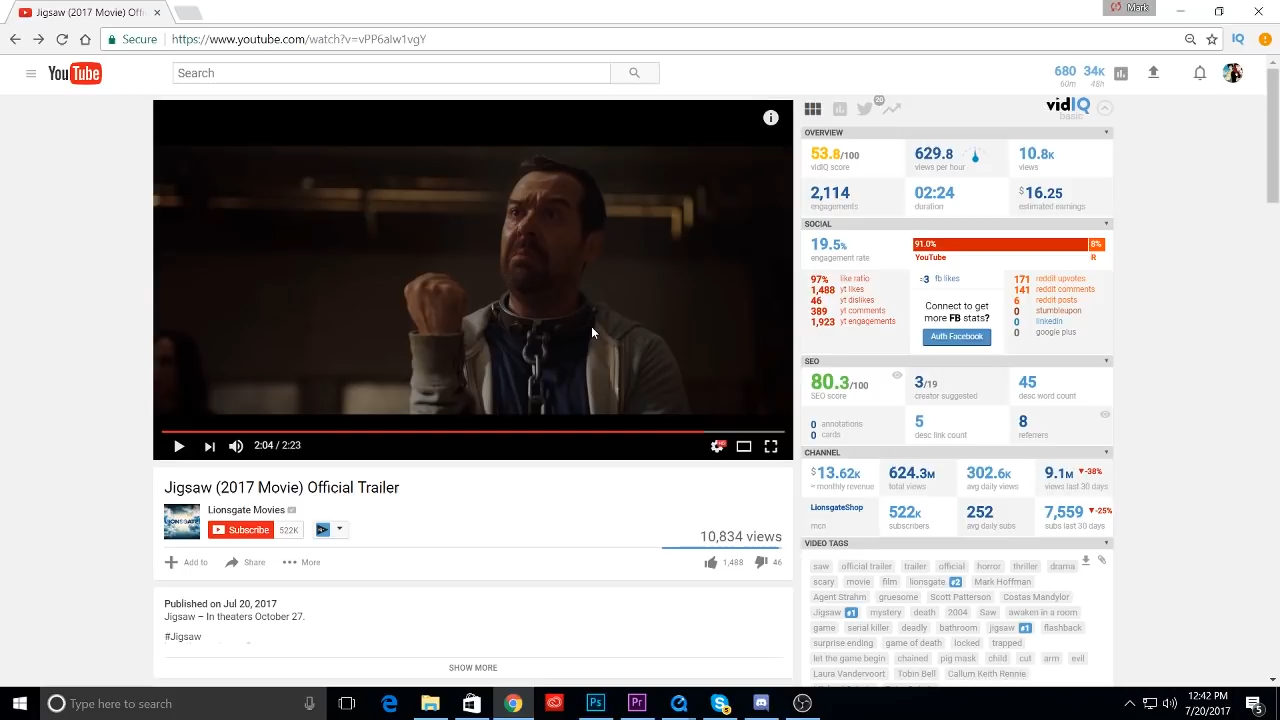 Jigsaw (2017 Movie) Offi
Mark
Secure
https://www.youtube.com/watch?v=vPP6aIw1vgY
IQ
YouTube
Search
680
60m
34K
48h
20
vidIQ
basic
OVERVIEW
53.8/100
vidIQ score
629.8
views per hour
10.8K
views
2,114
engagements
02:24
duration
$16.25
estimated earnings
SOCIAL
19.5%
engagement rate
91.0%
8%
YouTube
R
97% like ratio
1,488 yt likes
46 yt dislikes
389 yt comments
1,923 yt engagements
≈3 fb likes
Connect to get
more FB stats?
Auth Facebook
171 reddit upvotes
141 reddit comments
6 reddit posts
0 stumbleupon
0 linkedin
0 google plus
SEO
80.3/100
SEO score
3/19
creator suggested
45
desc word count
0 annotations
0 cards
5
desc link count
8
referrers
2:04 / 2:23
HD
CHANNEL
$13.62K
≈ monthly revenue
624.3M
total views
302.6K
avg daily views
9.1M -38%
views last 30 days
LionsgateShop
mcn
522K
subscribers
252
avg daily subs
7,559 -25%
subs last 30 days
Jigsaw (2017 Movie) Official Trailer
LIONSGATE
Lionsgate Movies
Subscribe
522K
10,834 views
Add to
Share
More
1,488
46
Published on Jul 20, 2017
Jigsaw – In theaters October 27.
#Jigsaw
SHOW MORE
VIDEO TAGS
saw official trailer trailer official horror thriller drama
scary movie film lionsgate #2 Mark Hoffman
Agent Strahm gruesome Scott Patterson Costas Mandylor
Jigsaw #1 mystery death 2004 Saw awaken in a room
game serial killer deadly bathroom jigsaw #1 flashback
surprise ending game of death locked trapped
let the game begin chained pig mask child cut arm evil
Laura Vandervoort Tobin Bell Callum Keith Rennie
Type here to search
Ps
Pr
12:42 PM
7/20/2017
5